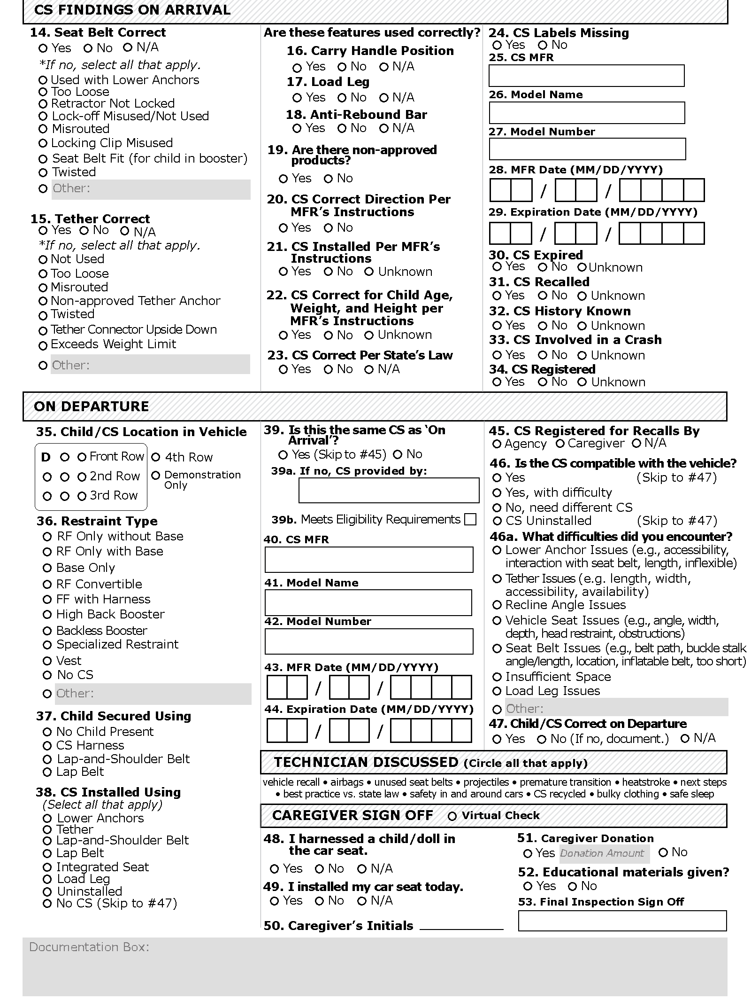 CS FINDINGS ON ARRIVAL
14. Seat Belt Correct
Yes No N/A
*If no, select all that apply.
Used with Lower Anchors
Too Loose
Retractor Not Locked
Lock-off Misused/Not Used
Misrouted
Locking Clip Misused
Seat Belt Fit (for child in booster)
Twisted
Other:
15. Tether Correct
Yes No N/A
*If no, select all that apply.
Not Used
Too Loose
Misrouted
Non-approved Tether Anchor
Twisted
Tether Connector Upside Down
Exceeds Weight Limit
Other:
Are these features used correctly?
16. Carry Handle Position
Yes No N/A
17. Load Leg
Yes No N/A
18. Anti-Rebound Bar
Yes No N/A
19. Are there non-approved
products?
Yes No
20. CS Correct Direction Per
MFR's Instructions
Yes No
21. CS Installed Per MFR's
Instructions
Yes No Unknown
22. CS Correct for Child Age,
Weight, and Height per
MFR's Instructions
Yes No Unknown
23. CS Correct Per State's Law
Yes No N/A
24. CS Labels Missing
Yes No
25. CS MFR
26. Model Name
27. Model Number
28. MFR Date (MM/DD/YYYY)
/ /
29. Expiration Date (MM/DD/YYYY)
/ /
30. CS Expired
Yes No Unknown
31. CS Recalled
Yes No Unknown
32. CS History Known
Yes No Unknown
33. CS Involved in a Crash
Yes No Unknown
34. CS Registered
Yes No Unknown
ON DEPARTURE
35. Child/CS Location in Vehicle
D Front Row 4th Row
2nd Row Demonstration
Only
3rd Row
36. Restraint Type
RF Only without Base
RF Only with Base
Base Only
RF Convertible
FF with Harness
High Back Booster
Backless Booster
Specialized Restraint
Vest
No CS
Other:
37. Child Secured Using
No Child Present
CS Harness
Lap-and-Shoulder Belt
Lap Belt
38. CS Installed Using
(Select all that apply)
Lower Anchors
Tether
Lap-and-Shoulder Belt
Lap Belt
Integrated Seat
Load Leg
Uninstalled
No CS (Skip to #47)
39. Is this the same CS as ‘On
Arrival’?
Yes (Skip to #45) No
39a. If no, CS provided by:
39b. Meets Eligibility Requirements
40. CS MFR
41. Model Name
42. Model Number
43. MFR Date (MM/DD/YYYY)
/ /
44. Expiration Date (MM/DD/YYYY)
/ /
45. CS Registered for Recalls By
Agency Caregiver N/A
46. Is the CS compatible with the vehicle?
Yes (Skip to #47)
Yes, with difficulty
No, need different CS
CS Uninstalled (Skip to #47)
46a. What difficulties did you encounter?
Lower Anchor Issues (e.g., accessibility,
interaction with seat belt, length, inflexible)
Tether Issues (e.g. length, width,
accessibility, availability)
Recline Angle Issues
Vehicle Seat Issues (e.g., angle, width,
depth, head restraint, obstructions)
Seat Belt Issues (e.g., belt path, buckle stalk
angle/length, location, inflatable belt, too short)
Insufficient Space
Load Leg Issues
Other:
47. Child/CS Correct on Departure
Yes No (If no, document.) N/A
TECHNICIAN DISCUSSED (Circle all that apply)
vehicle recall • airbags • unused seat belts • projectiles • premature transition • heatstroke • next steps
• best practice vs. state law • safety in and around cars • CS recycled • bulky clothing • safe sleep
CAREGIVER SIGN OFF Virtual Check
48. I harnessed a child/doll in
the car seat.
Yes No N/A
49. I installed my car seat today.
Yes No N/A
50. Caregiver's Initials
51. Caregiver Donation
Yes Donation Amount No
52. Educational materials given?
Yes No
53. Final Inspection Sign Off
Documentation Box: